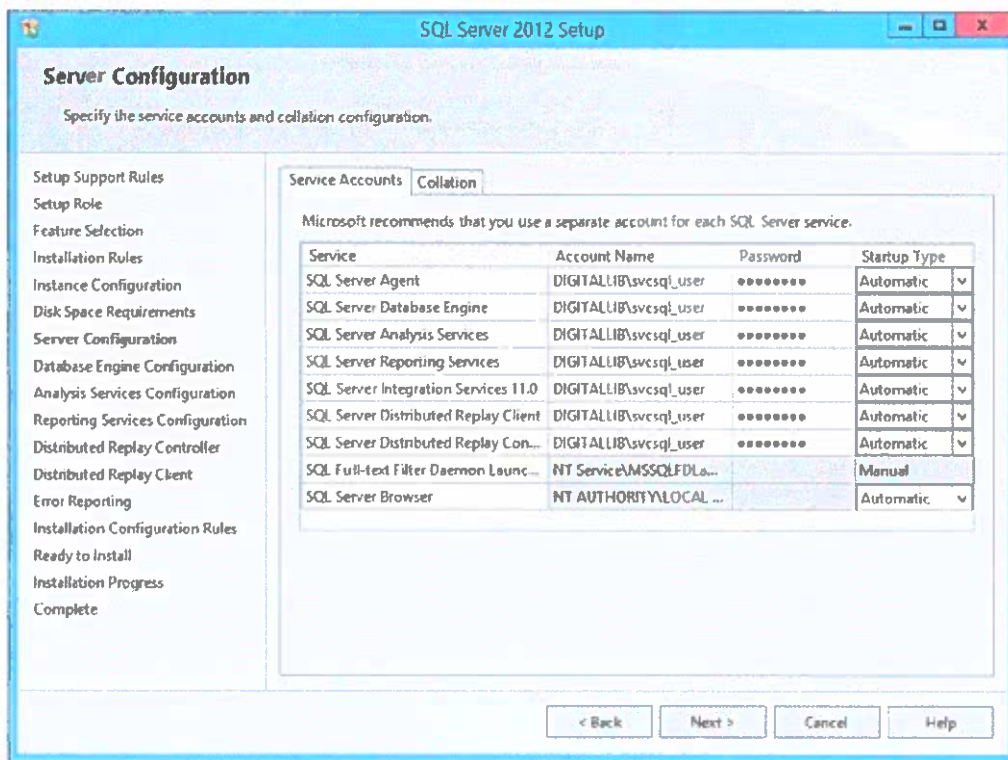 SQL Server 2012 Setup
Server Configuration
Specify the service accounts and collation configuration.
Setup Support Rules
Setup Role
Feature Selection
Installation Rules
Instance Configuration
Disk Space Requirements
Server Configuration
Database Engine Configuration
Analysis Services Configuration
Reporting Services Configuration
Distributed Replay Controller
Distributed Replay Client
Error Reporting
Installation Configuration Rules
Ready to Install
Installation Progress
Complete
Service Accounts Collation
Microsoft recommends that you use a separate account for each SQL Server service.
Service Account Name Password Startup Type
SQL Server Agent DIGITALLIB\svcsql_user ●●●●●●●● Automatic
SQL Server Database Engine DIGITALLIB\svcsql_user ●●●●●●●● Automatic
SQL Server Analysis Services DIGITALLIB\svcsql_user ●●●●●●●● Automatic
SQL Server Reporting Services DIGITALLIB\svcsql_user ●●●●●●●● Automatic
SQL Server Integration Services 11.0 DIGITALLIB\svcsql_user ●●●●●●●● Automatic
SQL Server Distributed Replay Client DIGITALLIB\svcsql_user ●●●●●●●● Automatic
SQL Server Distributed Replay Con... DIGITALLIB\svcsql_user ●●●●●●●● Automatic
SQL Full-text Filter Daemon Launc... NT Service\MSSQLFDLa... Manual
SQL Server Browser NT AUTHORITY\LOCAL ... Automatic
< Back Next > Cancel Help